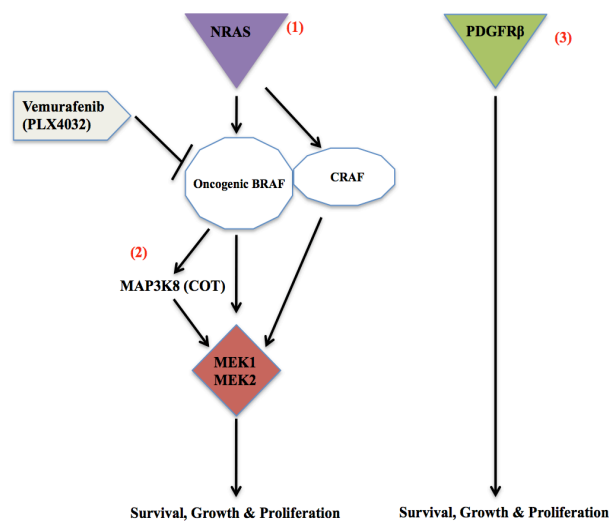 NRAS
(1)
PDGFRβ
(3)
Vemurafenib
(PLX4032)
Oncogenic BRAF
CRAF
(2)
MAP3K8 (COT)
MEK1
MEK2
Survival, Growth & Proliferation
Survival, Growth & Proliferation